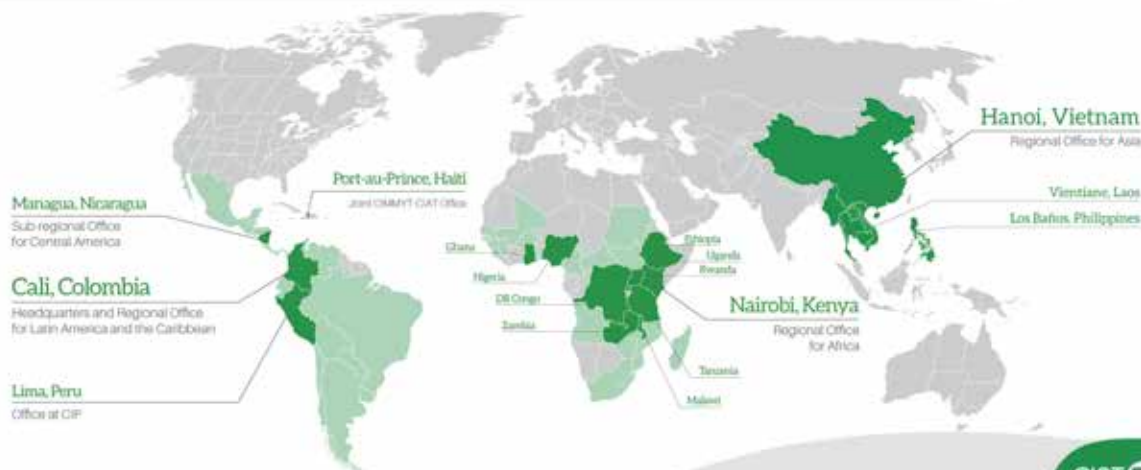 Hanoi, Vietnam
Regional Office for Asia
Port-au-Prince, Haiti
Joint CIMMYT-CIAT Office
Managua, Nicaragua
Sub-regional Office
for Central America
Vientiane, Laos
Los Baños, Philippines
Ghana
Ethiopia
Uganda
Rwanda
Nigeria
Cali, Colombia
Headquarters and Regional Office
for Latin America and the Caribbean
DR Congo
Nairobi, Kenya
Regional Office
for Africa
Zambia
Tanzania
Lima, Peru
Office at CIP
Malawi